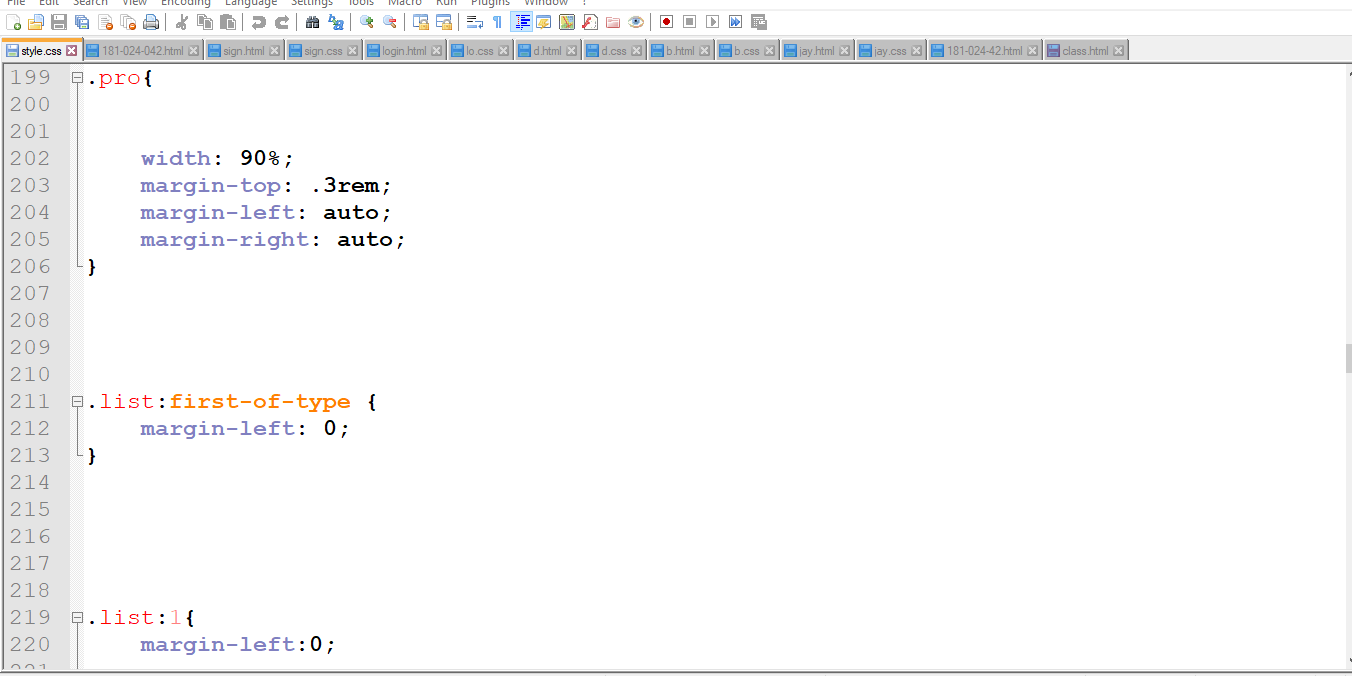 File Edit Search View Encoding Language Settings Tools Macro Run Plugins Window ?
style.css 181-024-042.html sign.html sign.css login.html lo.css d.html d.css b.html b.css jay.html jay.css 181-024-42.html class.html
199 .pro{
200
201
202 width: 90%;
203 margin-top: .3rem;
204 margin-left: auto;
205 margin-right: auto;
206 }
207
208
209
210
211 .list:first-of-type {
212 margin-left: 0;
213 }
214
215
216
217
218
219 .list:1{
220 margin-left:0;
221